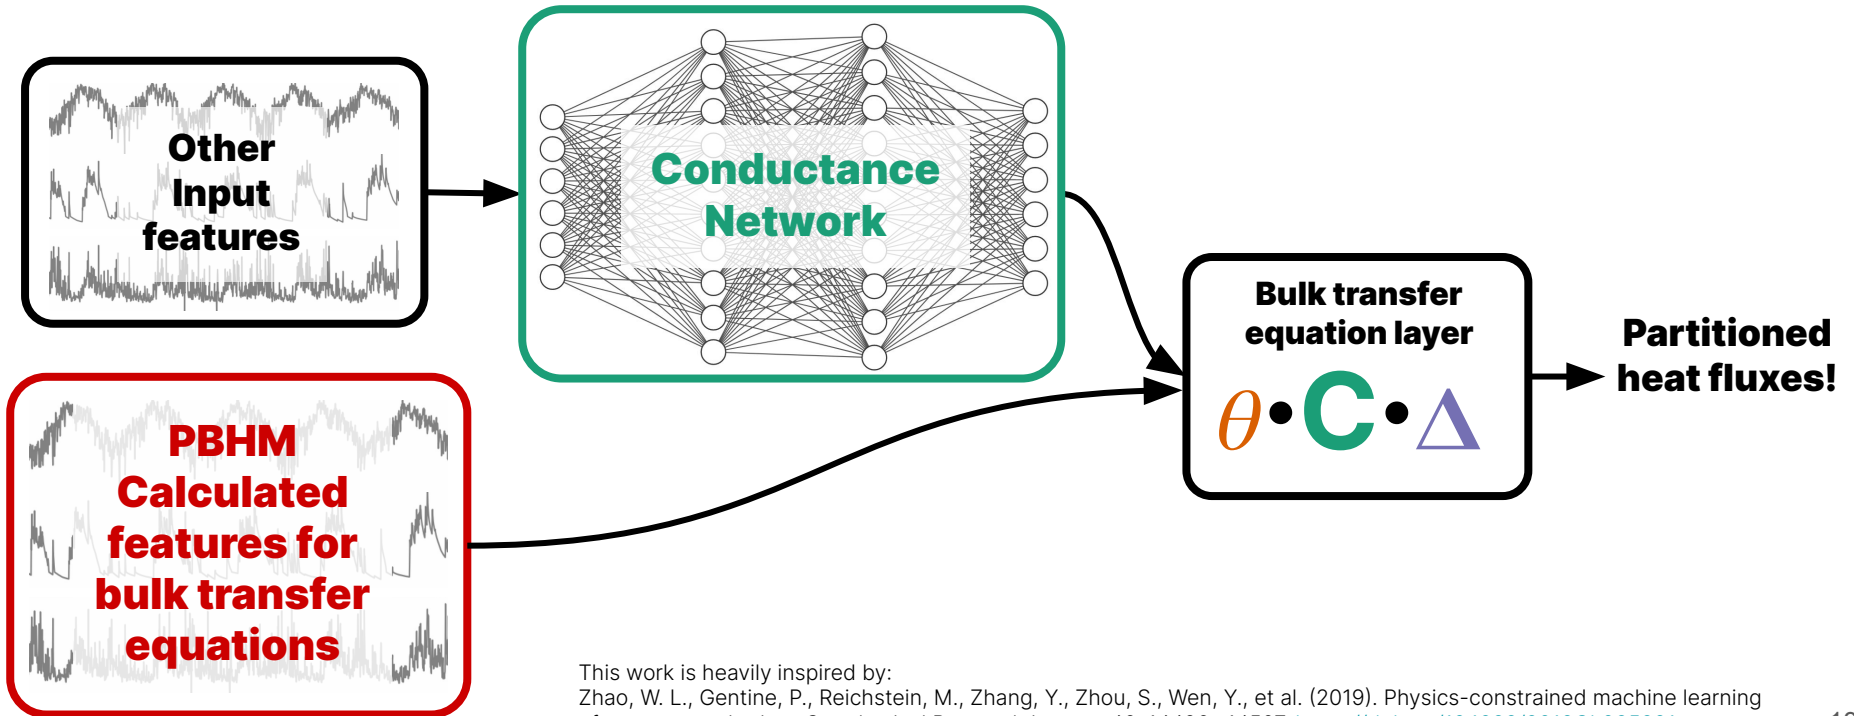 Other
Input
features
Conductance
Network
PBHM
Calculated
features for
bulk transfer
equations
Bulk transfer
equation layer
θ•C•Δ
Partitioned
heat fluxes!
This work is heavily inspired by:
Zhao, W. L., Gentine, P., Reichstein, M., Zhang, Y., Zhou, S., Wen, Y., et al. (2019). Physics-constrained machine learning